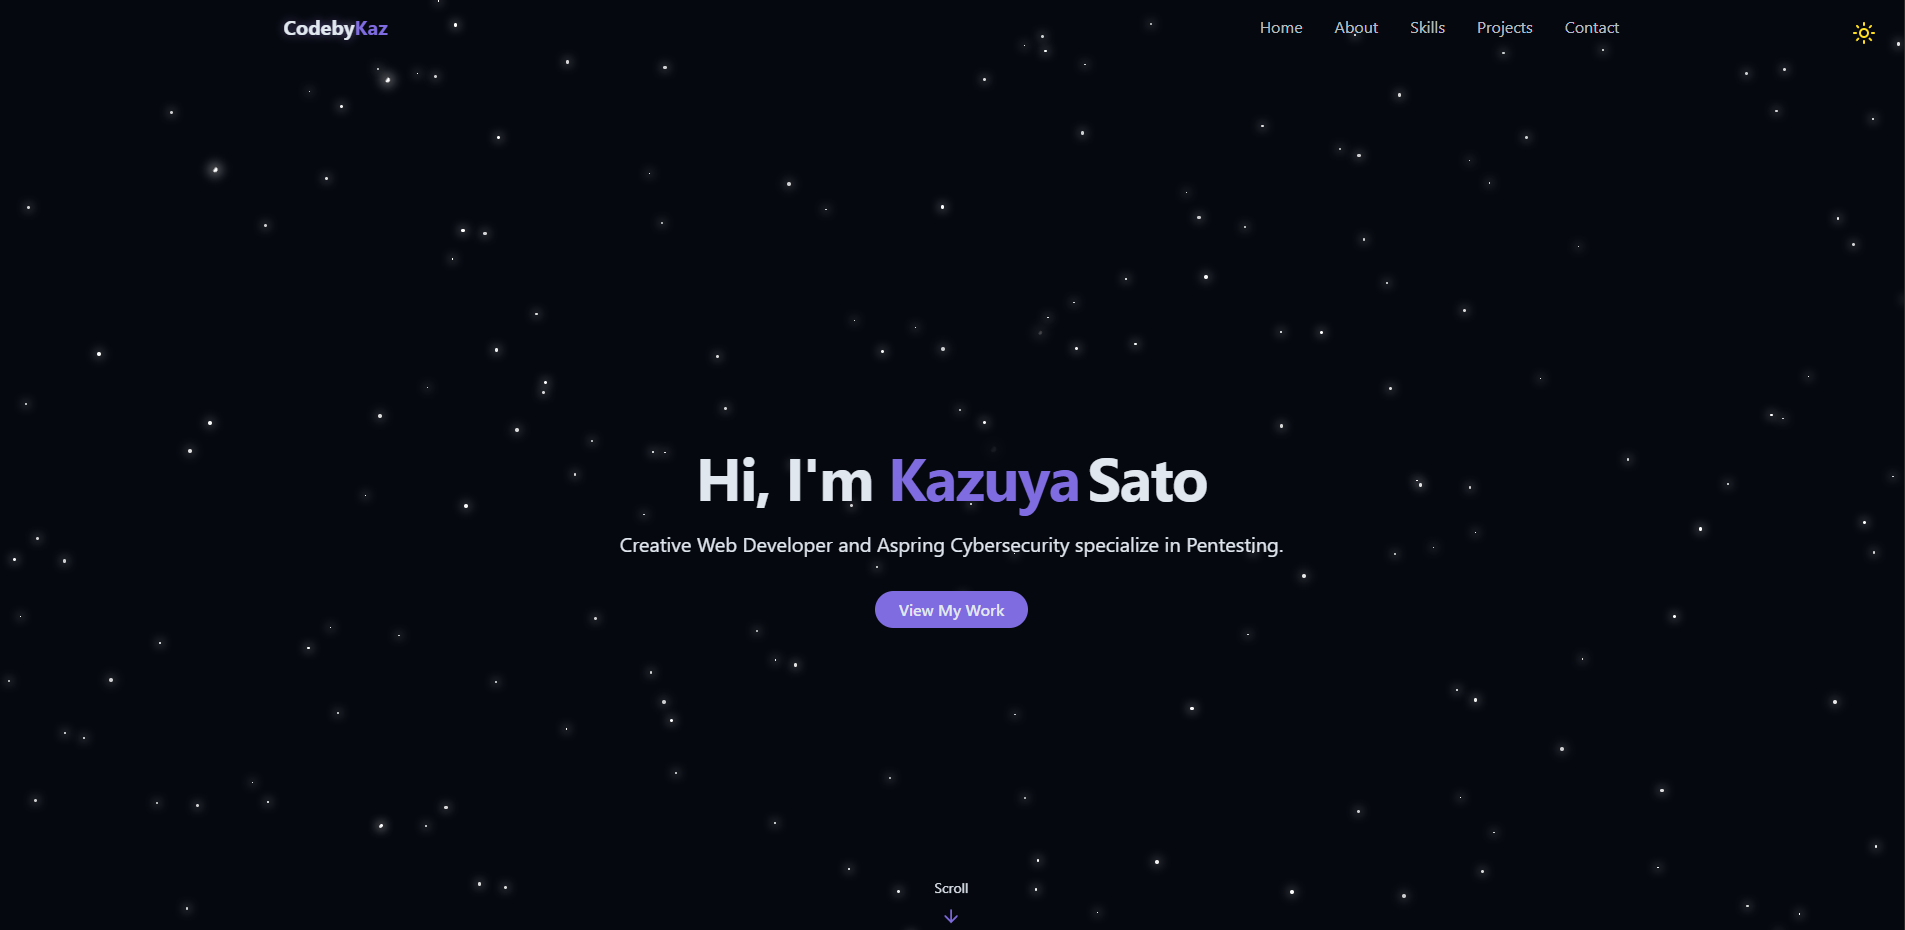 CodebyKaz
Home About Skills Projects Contact
Hi, I'm Kazuya Sato
Creative Web Developer and Aspring Cybersecurity specialize in Pentesting.
View My Work
Scroll